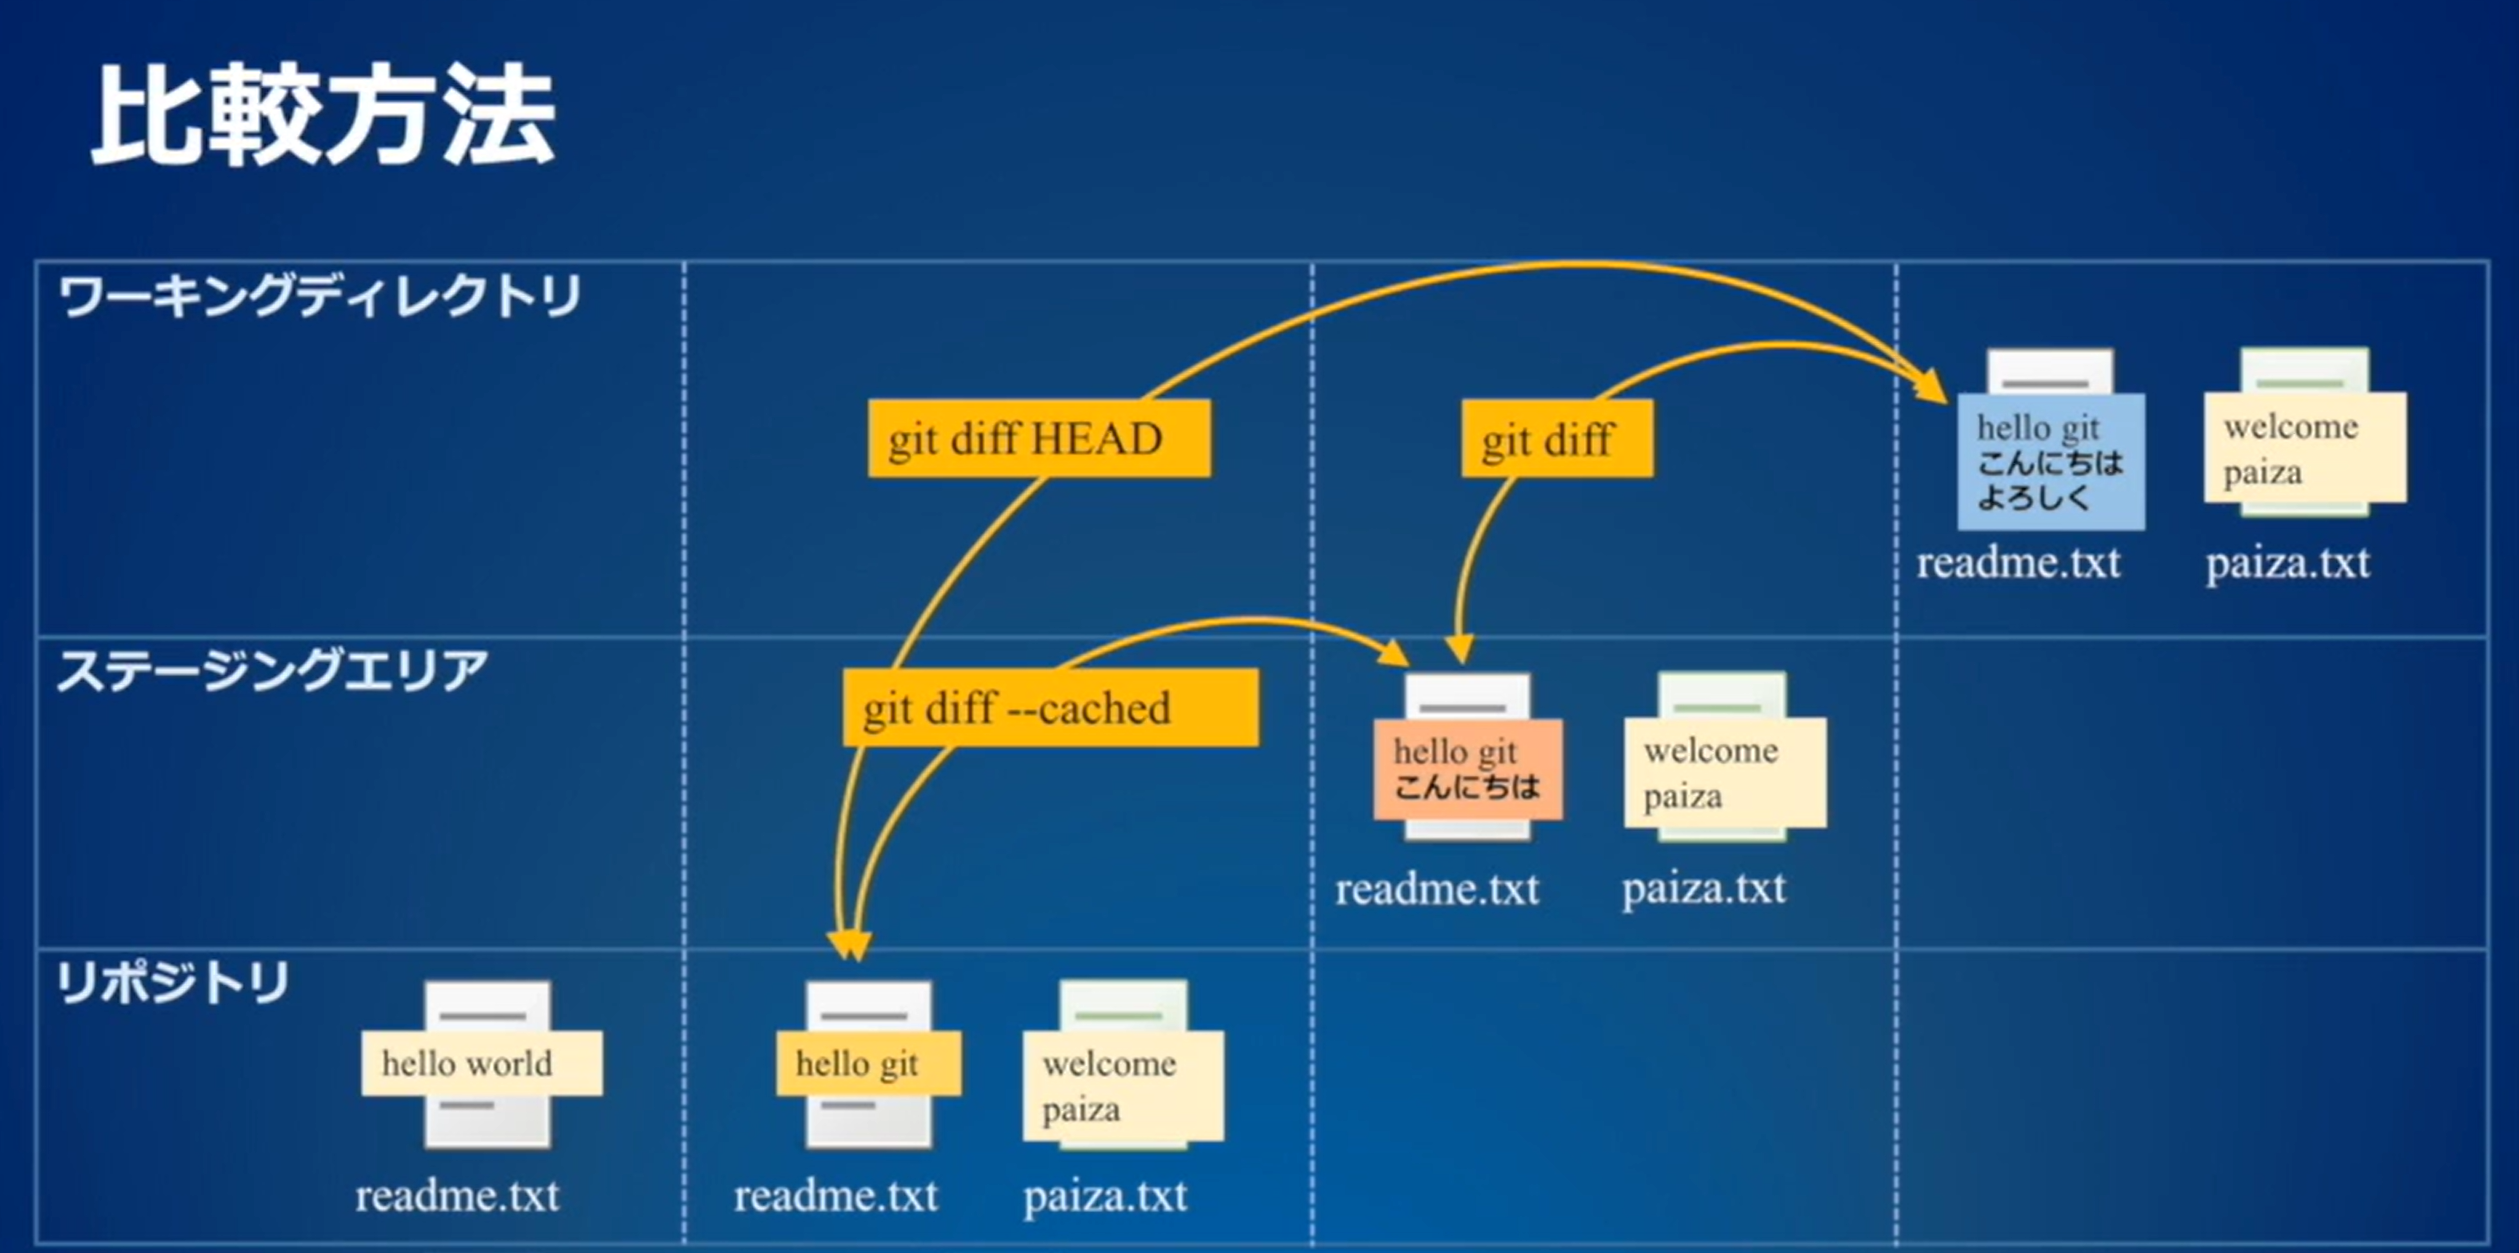 比較方法
ワーキングディレクトリ
git diff HEAD
git diff
hello git
こんにちは
よろしく
readme.txt
welcome
paiza
paiza.txt
ステージングエリア
git diff --cached
hello git
こんにちは
readme.txt
welcome
paiza
paiza.txt
リポジトリ
hello world
readme.txt
hello git
readme.txt
welcome
paiza
paiza.txt